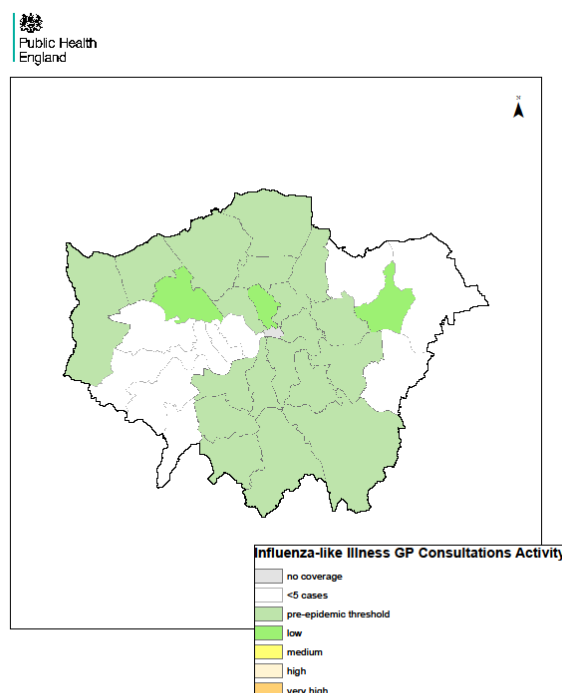 Public Health
England
N
Influenza-like Illness GP Consultations Activity
no coverage
<5 cases
pre-epidemic threshold
low
medium
high
very high